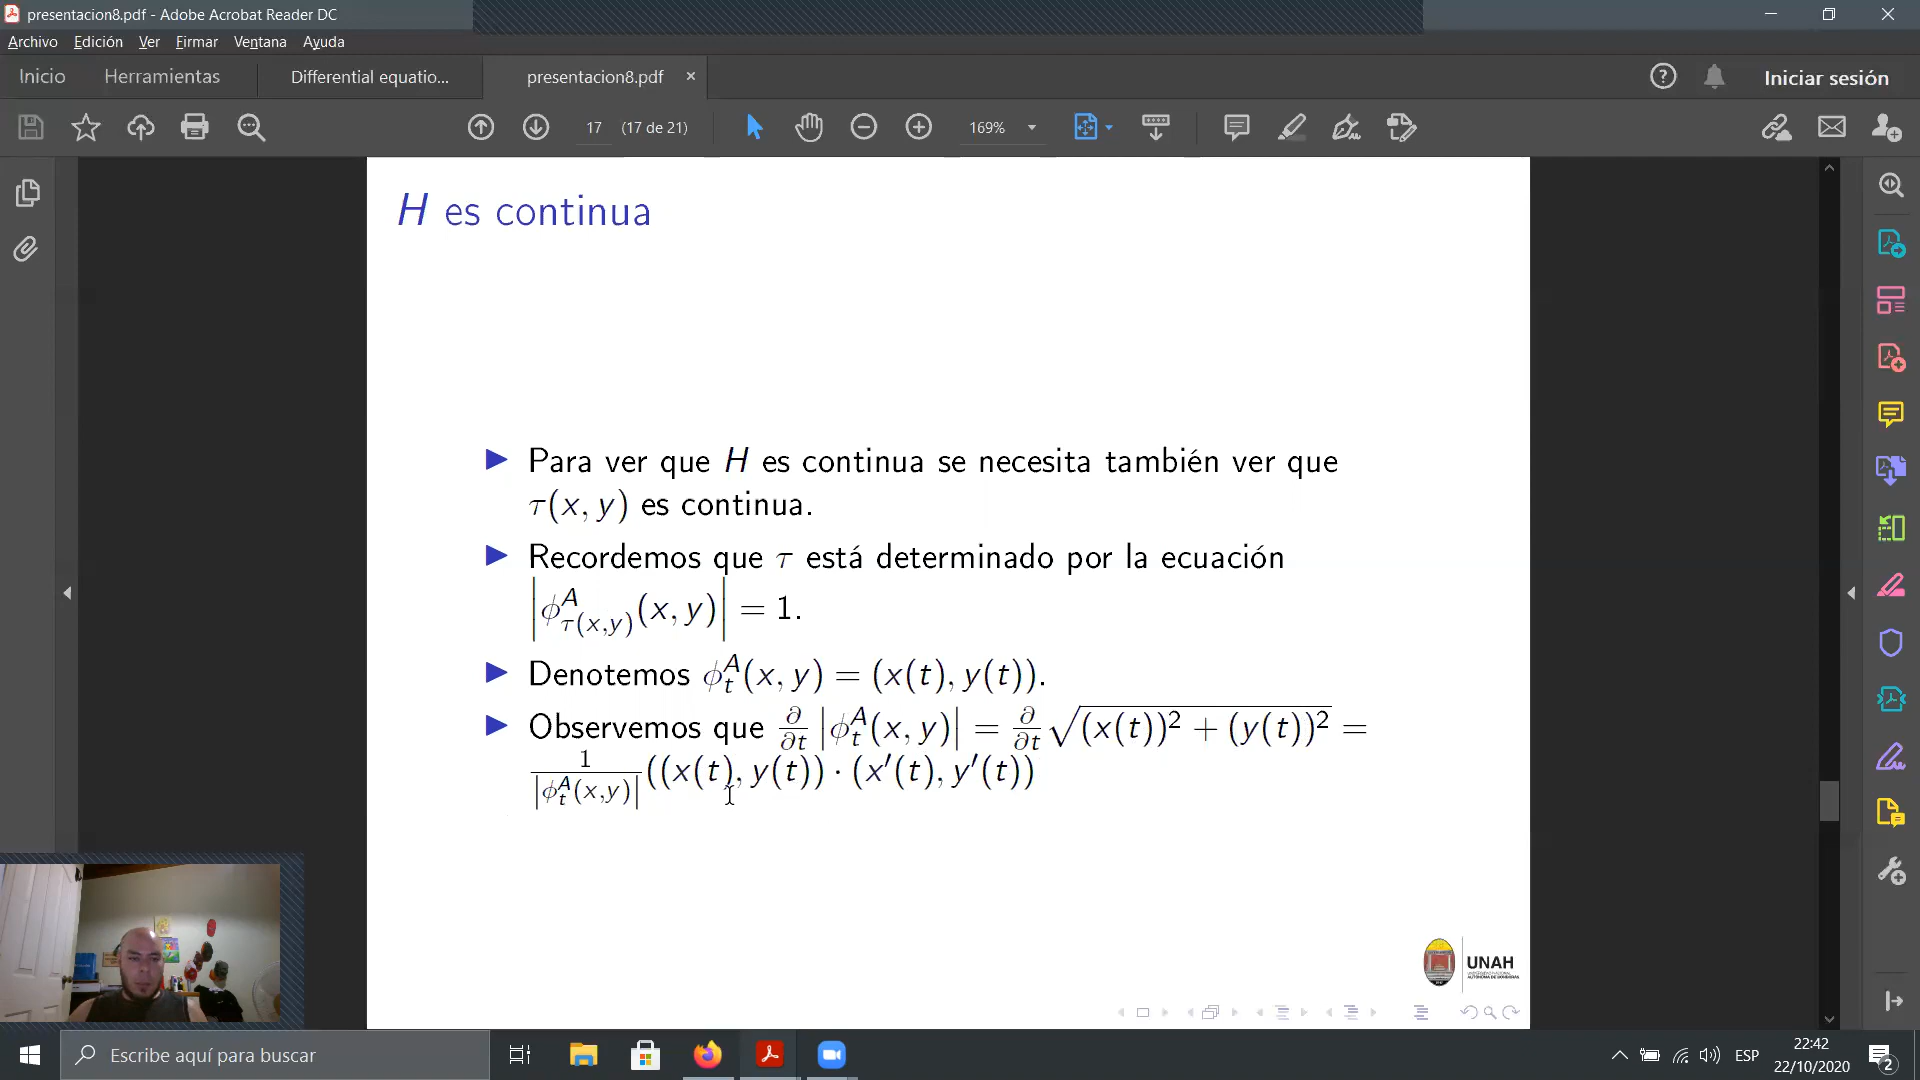 presentacion8.pdf - Adobe Acrobat Reader DC
Archivo Edición Ver Firmar Ventana Ayuda
Inicio Herramientas Differential equatio... presentacion8.pdf × Iniciar sesión
17 (17 de 21) 169%
H es continua
▶ Para ver que H es continua se necesita también ver que
τ(x, y) es continua.
▶ Recordemos que τ está determinado por la ecuación
|ϕ^A_{τ(x,y)}(x, y)| = 1.
▶ Denotemos ϕ^A_t(x, y) = (x(t), y(t)).
▶ Observemos que ∂/∂t |ϕ^A_t(x, y)| = ∂/∂t √((x(t))² + (y(t))²) =
1/|ϕ^A_t(x,y)| ((x(t), y(t)) · (x′(t), y′(t))
UNAH
Escribe aquí para buscar
ESP
22:42
22/10/2020
2